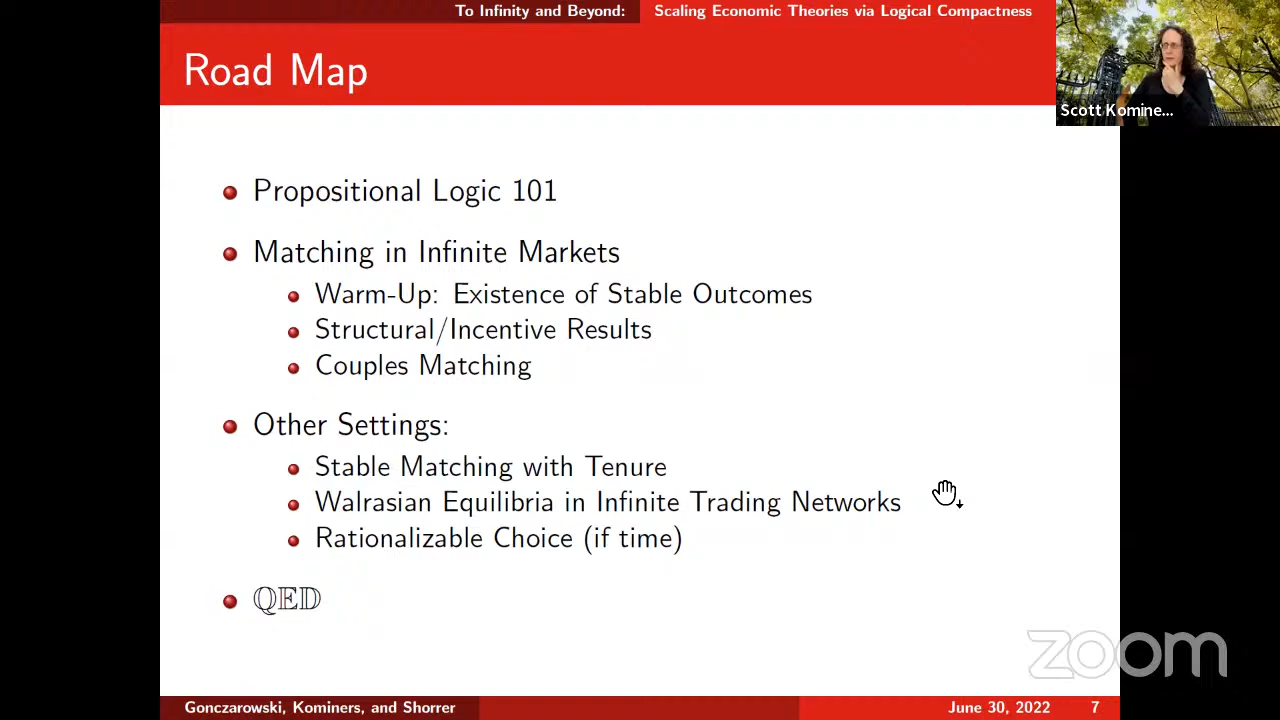 To Infinity and Beyond: Scaling Economic Theories via Logical Compactness
Road Map
Scott Komine...
Propositional Logic 101
Matching in Infinite Markets
Warm-Up: Existence of Stable Outcomes
Structural/Incentive Results
Couples Matching
Other Settings:
Stable Matching with Tenure
Walrasian Equilibria in Infinite Trading Networks
Rationalizable Choice (if time)
ℚ𝔼𝔻
zoom
Gonczarowski, Kominers, and Shorrer June 30, 2022 7